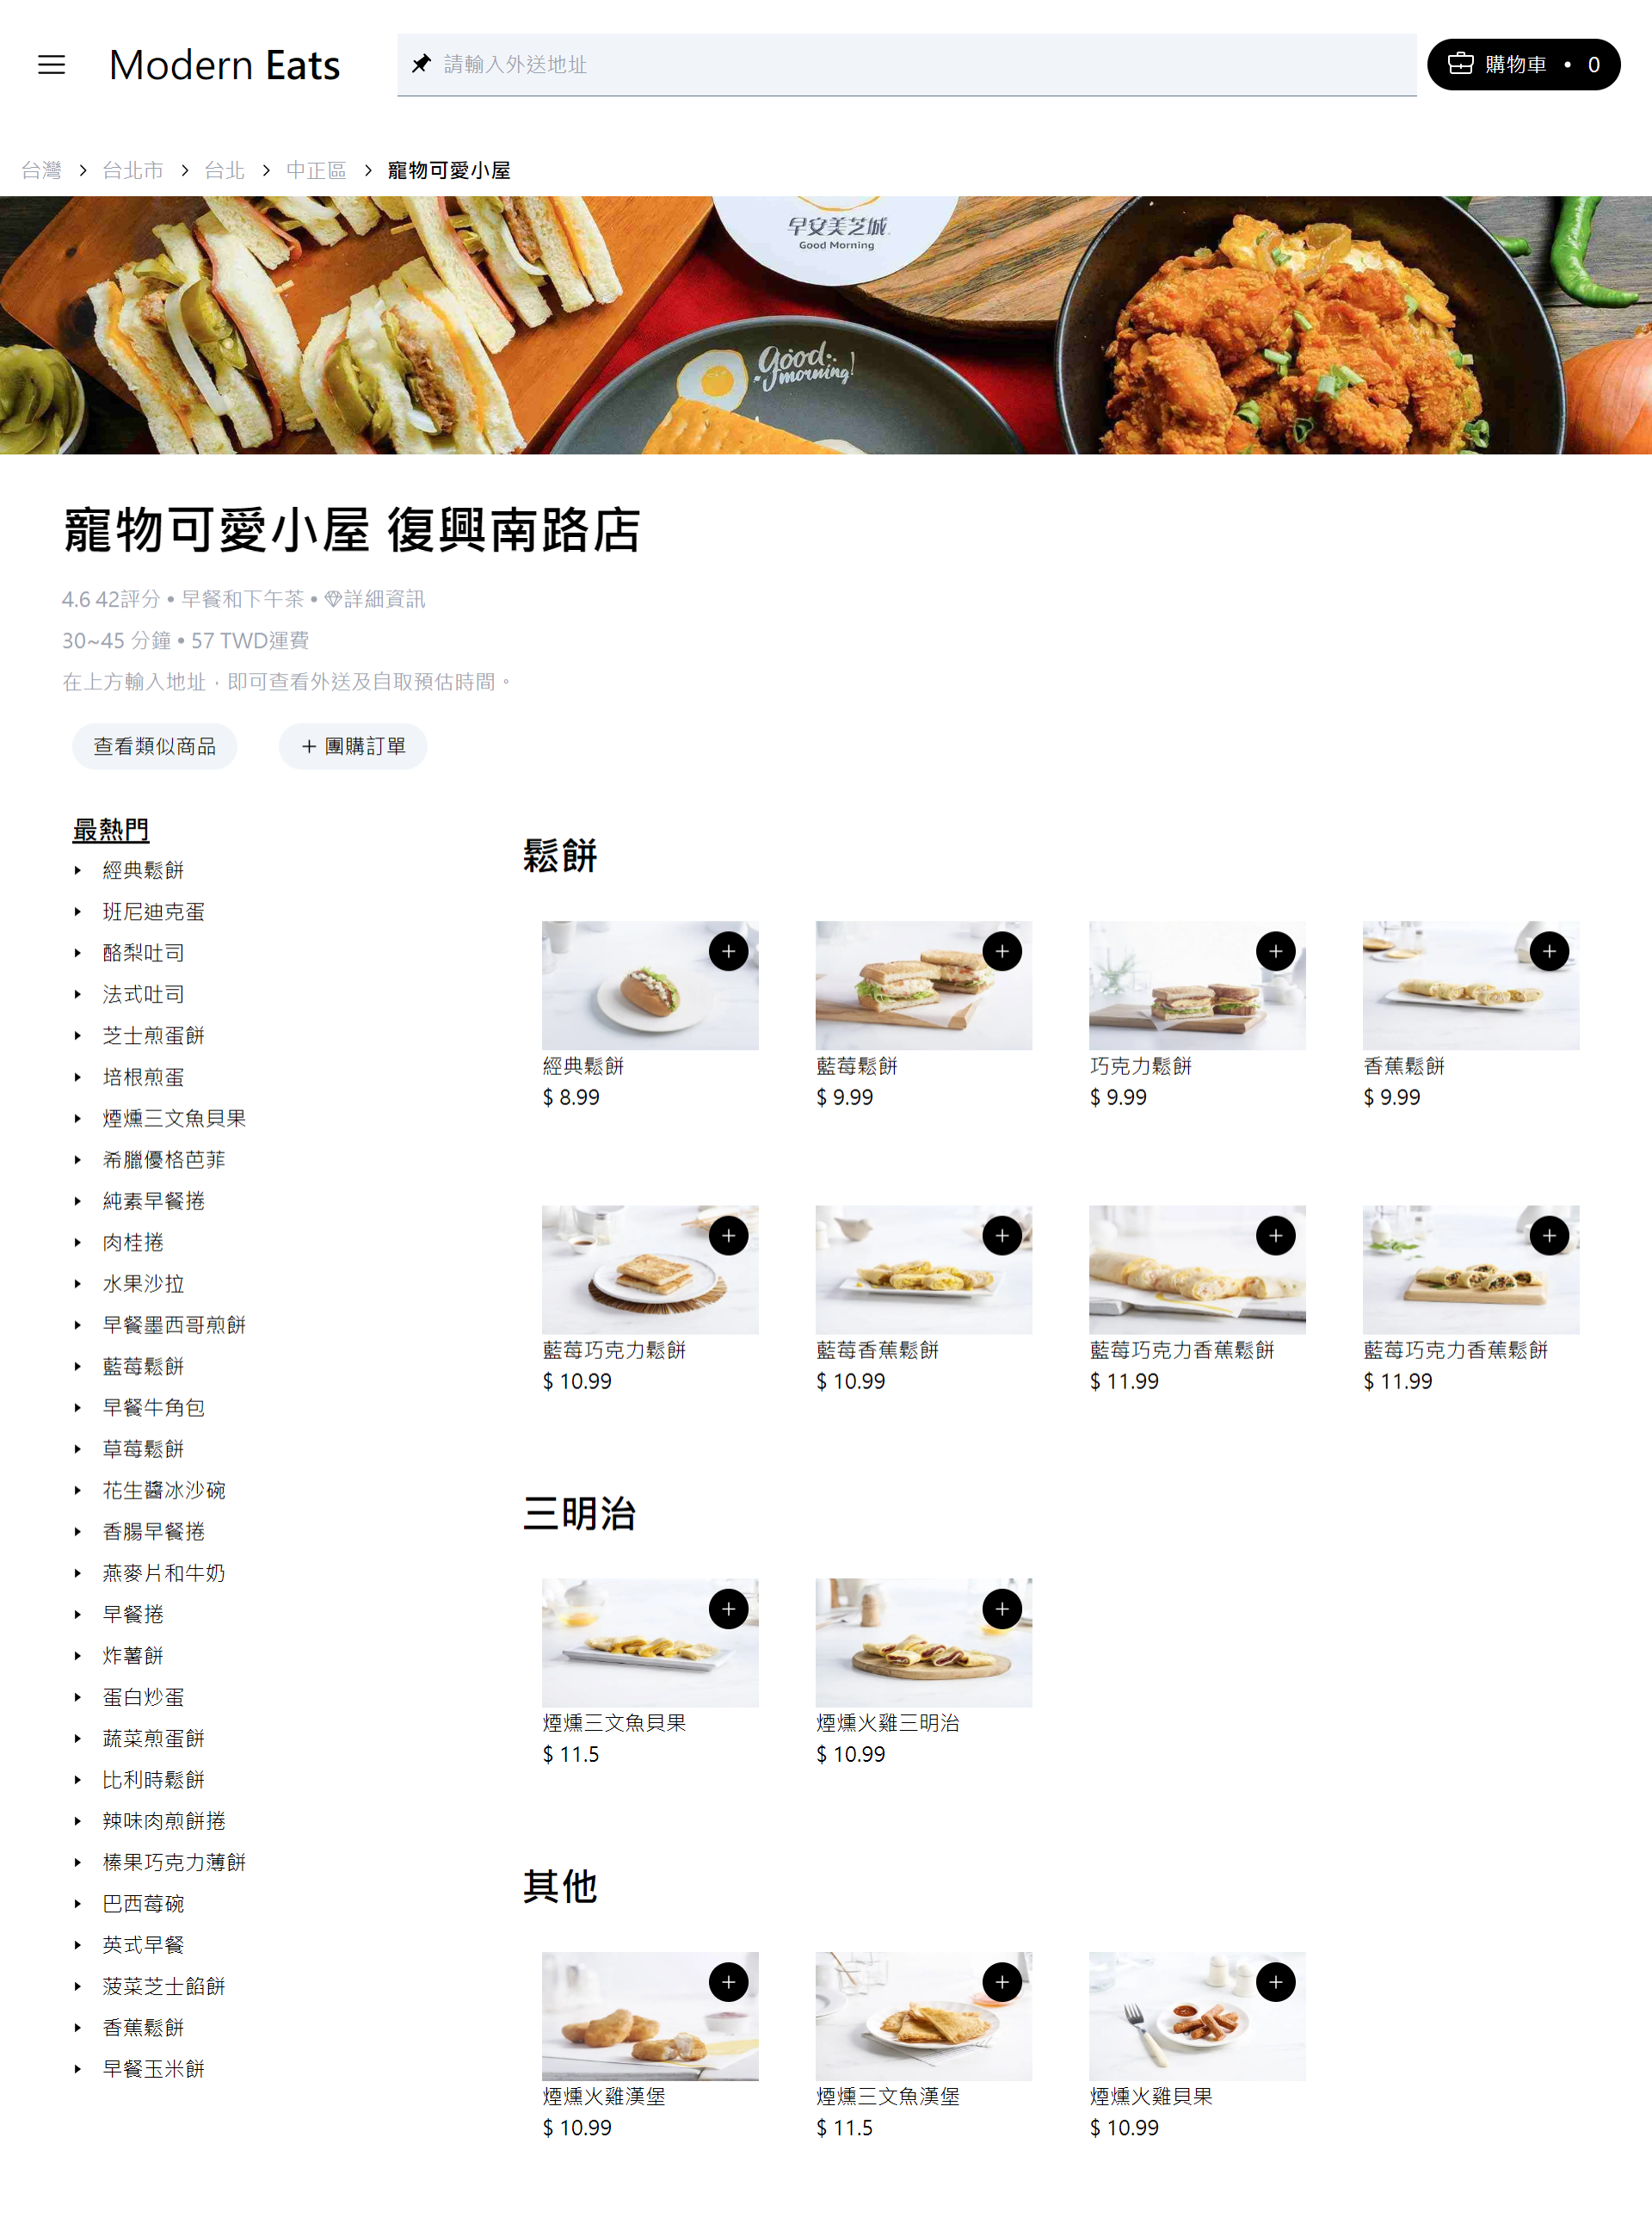 Modern Eats
請輸入外送地址
購物車 • 0
台灣 > 台北市 > 台北 > 中正區 > 寵物可愛小屋
早安美芝城
Good Morning
Good morning!
寵物可愛小屋 復興南路店
4.6 42評分 • 早餐和下午茶 • 詳細資訊
30~45 分鐘 • 57 TWD運費
在上方輸入地址，即可查看外送及自取預估時間。
查看類似商品
+ 團購訂單
最熱門
經典鬆餅
班尼迪克蛋
酪梨吐司
法式吐司
芝士煎蛋餅
培根煎蛋
煙燻三文魚貝果
希臘優格芭菲
純素早餐捲
肉桂捲
水果沙拉
早餐墨西哥煎餅
藍莓鬆餅
早餐牛角包
草莓鬆餅
花生醬冰沙碗
香腸早餐捲
燕麥片和牛奶
早餐捲
炸薯餅
蛋白炒蛋
蔬菜煎蛋餅
比利時鬆餅
辣味肉煎餅捲
榛果巧克力薄餅
巴西莓碗
英式早餐
菠菜芝士餡餅
香蕉鬆餅
早餐玉米餅
鬆餅
經典鬆餅
$ 8.99
藍莓鬆餅
$ 9.99
巧克力鬆餅
$ 9.99
香蕉鬆餅
$ 9.99
藍莓巧克力鬆餅
$ 10.99
藍莓香蕉鬆餅
$ 10.99
藍莓巧克力香蕉鬆餅
$ 11.99
藍莓巧克力香蕉鬆餅
$ 11.99
三明治
煙燻三文魚貝果
$ 11.5
煙燻火雞三明治
$ 10.99
其他
煙燻火雞漢堡
$ 10.99
煙燻三文魚漢堡
$ 11.5
煙燻火雞貝果
$ 10.99